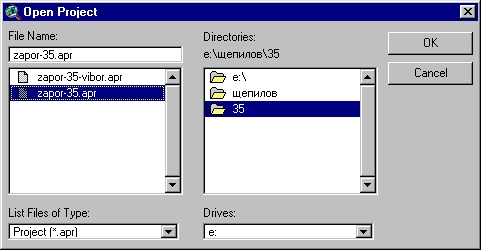 Open Project
File Name:
zapor-35.apr
zapor-35-vibor.apr
zapor-35.apr
List Files of Type:
Project (*.apr)
Directories:
e:\щепилов\35
e:\
щепилов
35
Drives:
e:
OK
Cancel